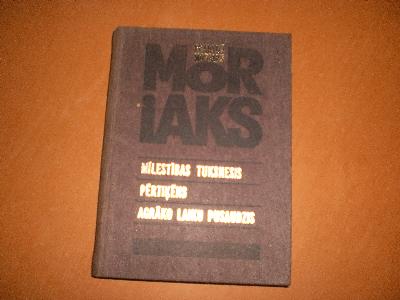 MOR
IAKS
MĪLESTĪBAS TUKSNESIS
PĒRTIĶĒNS
AGRĀKO LAIKU PUSAUDZIS